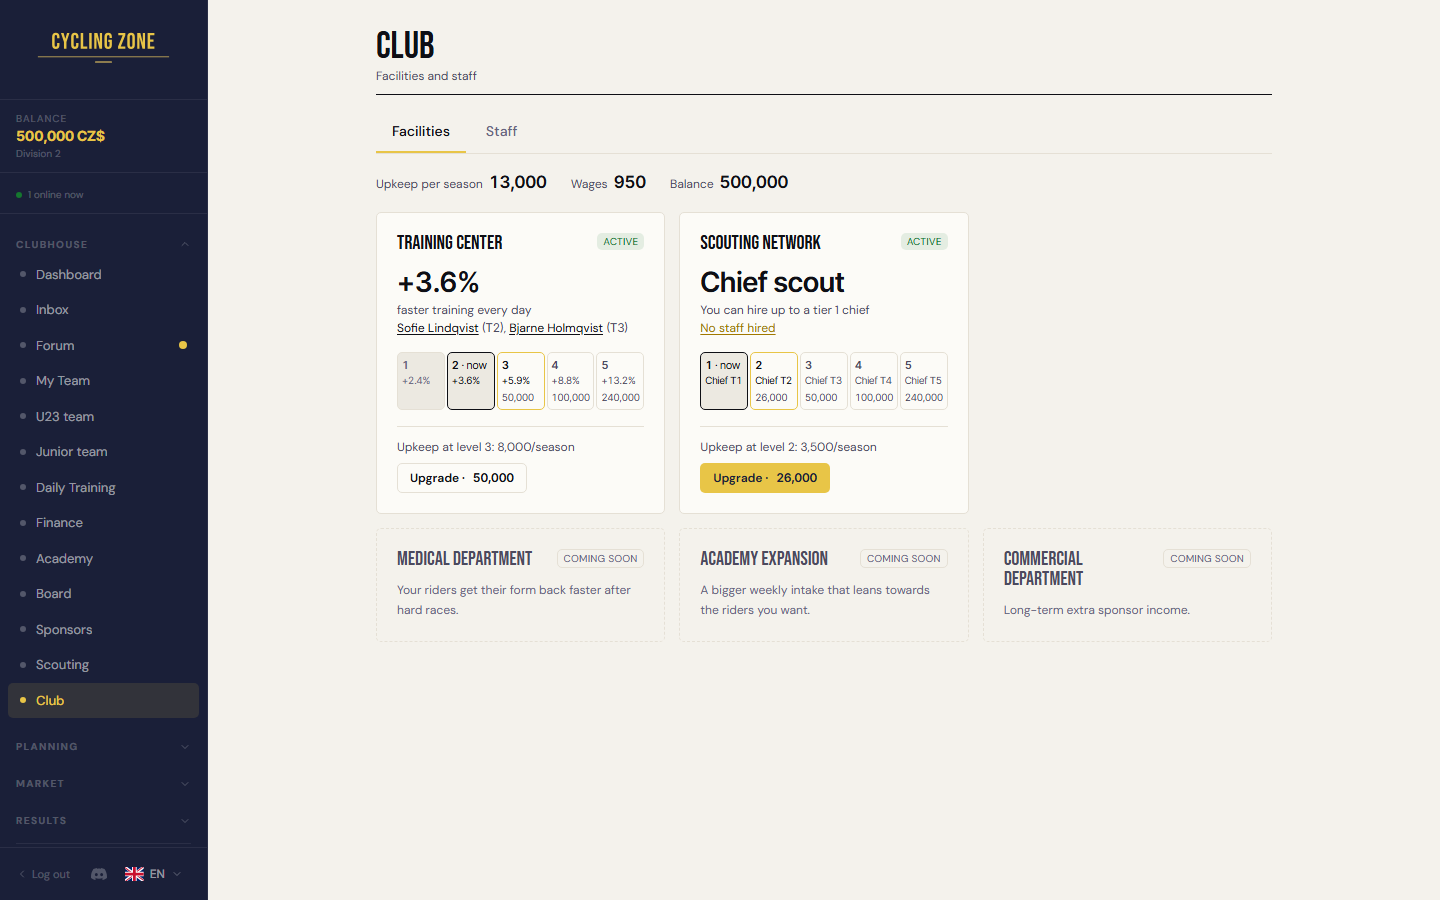 CYCLING ZONE
BALANCE
500,000 CZ$
Division 2
1 online now
CLUBHOUSE
Dashboard
Inbox
Forum
My Team
U23 team
Junior team
Daily Training
Finance
Academy
Board
Sponsors
Scouting
Club
PLANNING
MARKET
RESULTS
Log out
EN
CLUB
Facilities and staff
Facilities Staff
Upkeep per season 13,000 Wages 950 Balance 500,000
TRAINING CENTER ACTIVE
+3.6%
faster training every day
Sofie Lindqvist (T2), Bjarne Holmqvist (T3)
1 2 · now 3 4 5
+2.4% +3.6% +5.9% +8.8% +13.2%
50,000 100,000 240,000
Upkeep at level 3: 8,000/season
Upgrade · 50,000
SCOUTING NETWORK ACTIVE
Chief scout
You can hire up to a tier 1 chief
No staff hired
1 · now 2 3 4 5
Chief T1 Chief T2 Chief T3 Chief T4 Chief T5
26,000 50,000 100,000 240,000
Upkeep at level 2: 3,500/season
Upgrade · 26,000
MEDICAL DEPARTMENT COMING SOON
Your riders get their form back faster after
hard races.
ACADEMY EXPANSION COMING SOON
A bigger weekly intake that leans towards
the riders you want.
COMMERCIAL COMING SOON
DEPARTMENT
Long-term extra sponsor income.